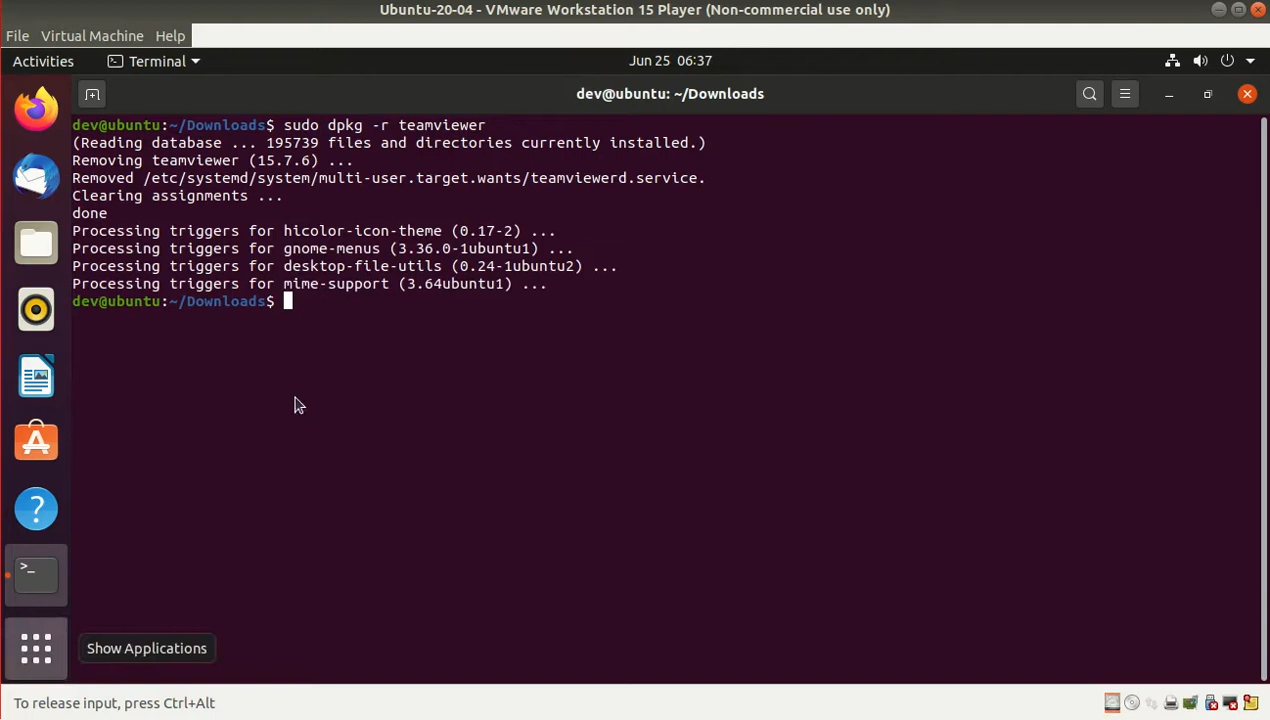 Ubuntu-20-04 - VMware Workstation 15 Player (Non-commercial use only)
File Virtual Machine Help
Activities Terminal Jun 25 06:37
dev@ubuntu: ~/Downloads
dev@ubuntu:~/Downloads$ sudo dpkg -r teamviewer
(Reading database ... 195739 files and directories currently installed.)
Removing teamviewer (15.7.6) ...
Removed /etc/systemd/system/multi-user.target.wants/teamviewerd.service.
Clearing assignments ...
done
Processing triggers for hicolor-icon-theme (0.17-2) ...
Processing triggers for gnome-menus (3.36.0-1ubuntu1) ...
Processing triggers for desktop-file-utils (0.24-1ubuntu2) ...
Processing triggers for mime-support (3.64ubuntu1) ...
dev@ubuntu:~/Downloads$
Show Applications
To release input, press Ctrl+Alt